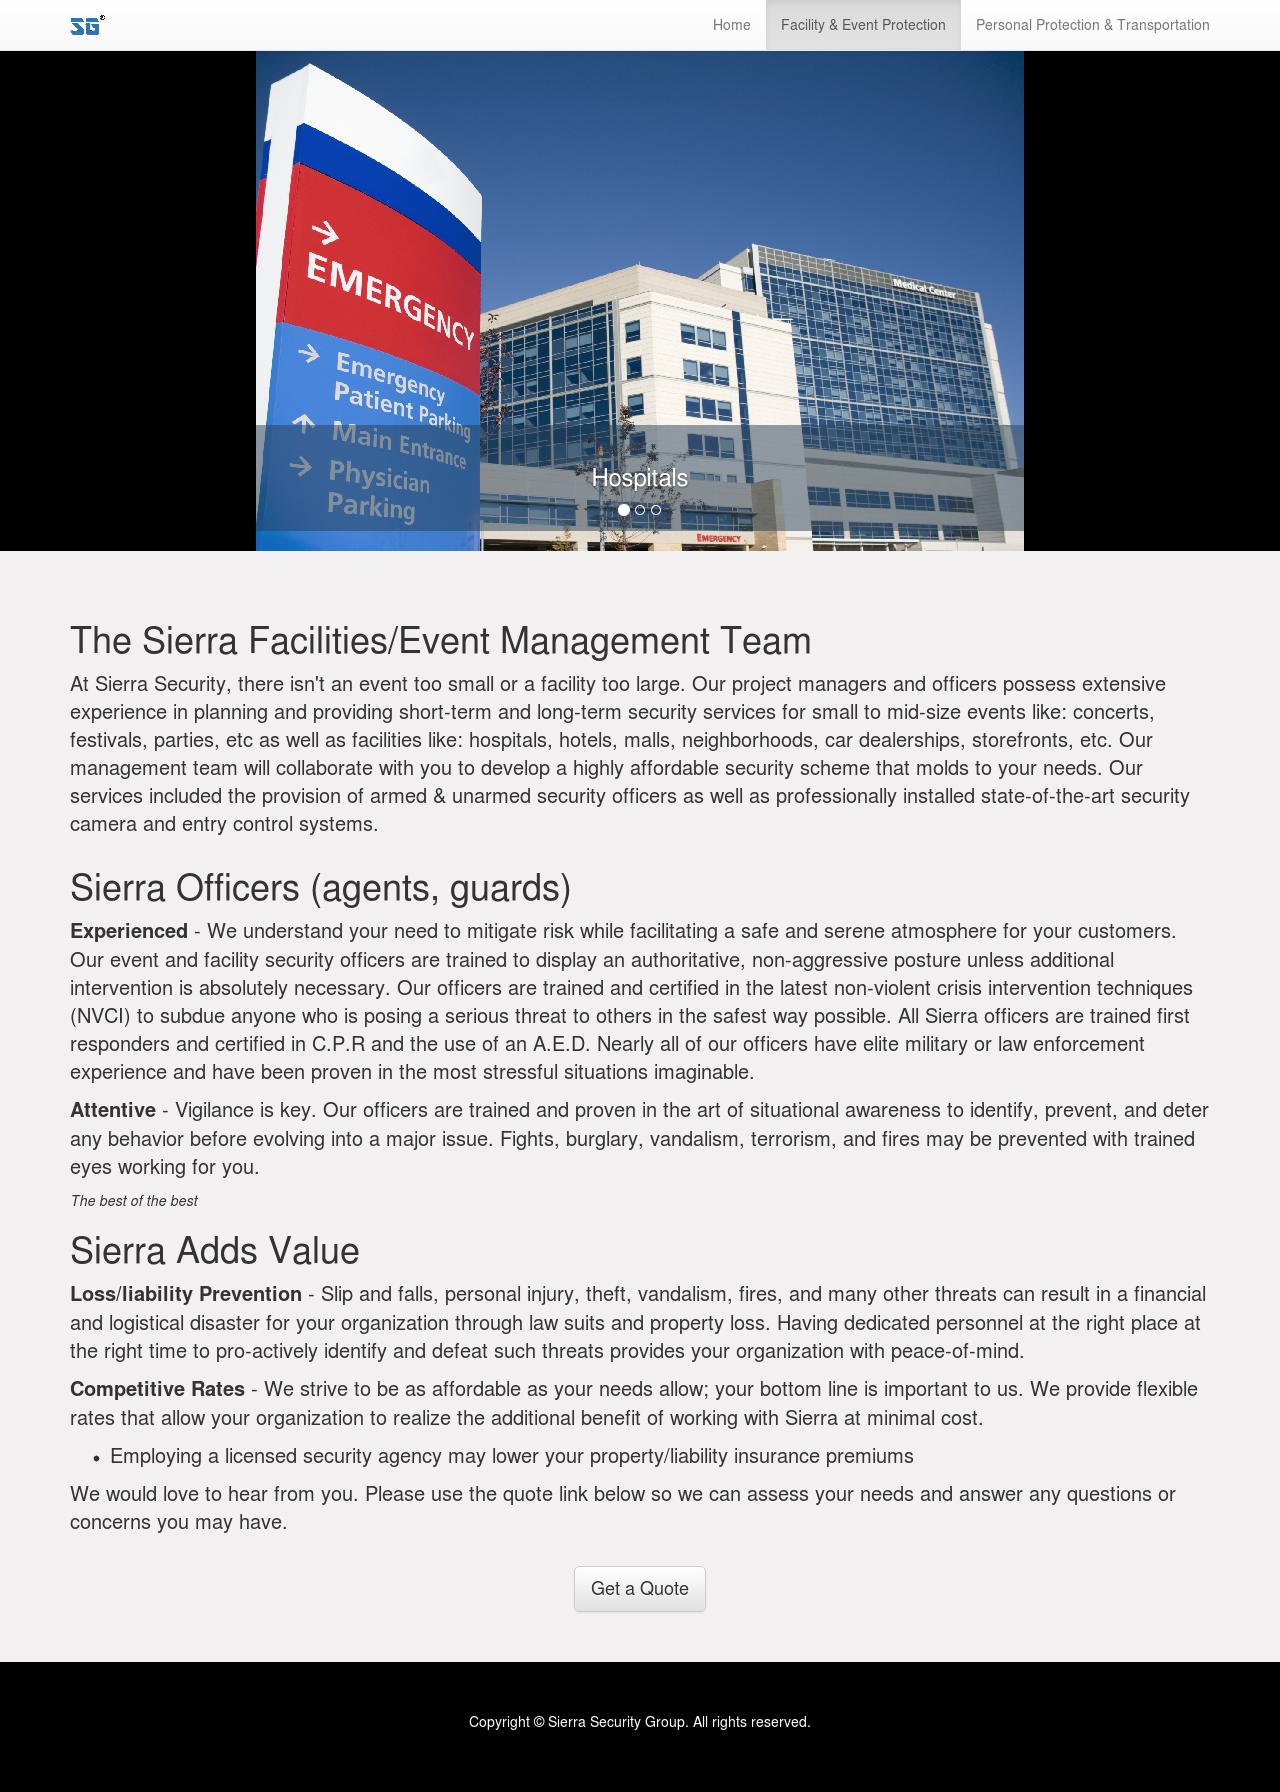 SG®
Home
Facility & Event Protection
Personal Protection & Transportation
EMERGENCY
Emergency
Patient Parking
Main Entrance
Physician
Parking
Medical Center
EMERGENCY
Hospitals
The Sierra Facilities/Event Management Team
At Sierra Security, there isn't an event too small or a facility too large. Our project managers and officers possess extensive
experience in planning and providing short-term and long-term security services for small to mid-size events like: concerts,
festivals, parties, etc as well as facilities like: hospitals, hotels, malls, neighborhoods, car dealerships, storefronts, etc. Our
management team will collaborate with you to develop a highly affordable security scheme that molds to your needs. Our
services included the provision of armed & unarmed security officers as well as professionally installed state-of-the-art security
camera and entry control systems.
Sierra Officers (agents, guards)
Experienced - We understand your need to mitigate risk while facilitating a safe and serene atmosphere for your customers.
Our event and facility security officers are trained to display an authoritative, non-aggressive posture unless additional
intervention is absolutely necessary. Our officers are trained and certified in the latest non-violent crisis intervention techniques
(NVCI) to subdue anyone who is posing a serious threat to others in the safest way possible. All Sierra officers are trained first
responders and certified in C.P.R and the use of an A.E.D. Nearly all of our officers have elite military or law enforcement
experience and have been proven in the most stressful situations imaginable.
Attentive - Vigilance is key. Our officers are trained and proven in the art of situational awareness to identify, prevent, and deter
any behavior before evolving into a major issue. Fights, burglary, vandalism, terrorism, and fires may be prevented with trained
eyes working for you.
The best of the best
Sierra Adds Value
Loss/liability Prevention - Slip and falls, personal injury, theft, vandalism, fires, and many other threats can result in a financial
and logistical disaster for your organization through law suits and property loss. Having dedicated personnel at the right place at
the right time to pro-actively identify and defeat such threats provides your organization with peace-of-mind.
Competitive Rates - We strive to be as affordable as your needs allow; your bottom line is important to us. We provide flexible
rates that allow your organization to realize the additional benefit of working with Sierra at minimal cost.
• Employing a licensed security agency may lower your property/liability insurance premiums
We would love to hear from you. Please use the quote link below so we can assess your needs and answer any questions or
concerns you may have.
Get a Quote
Copyright © Sierra Security Group. All rights reserved.